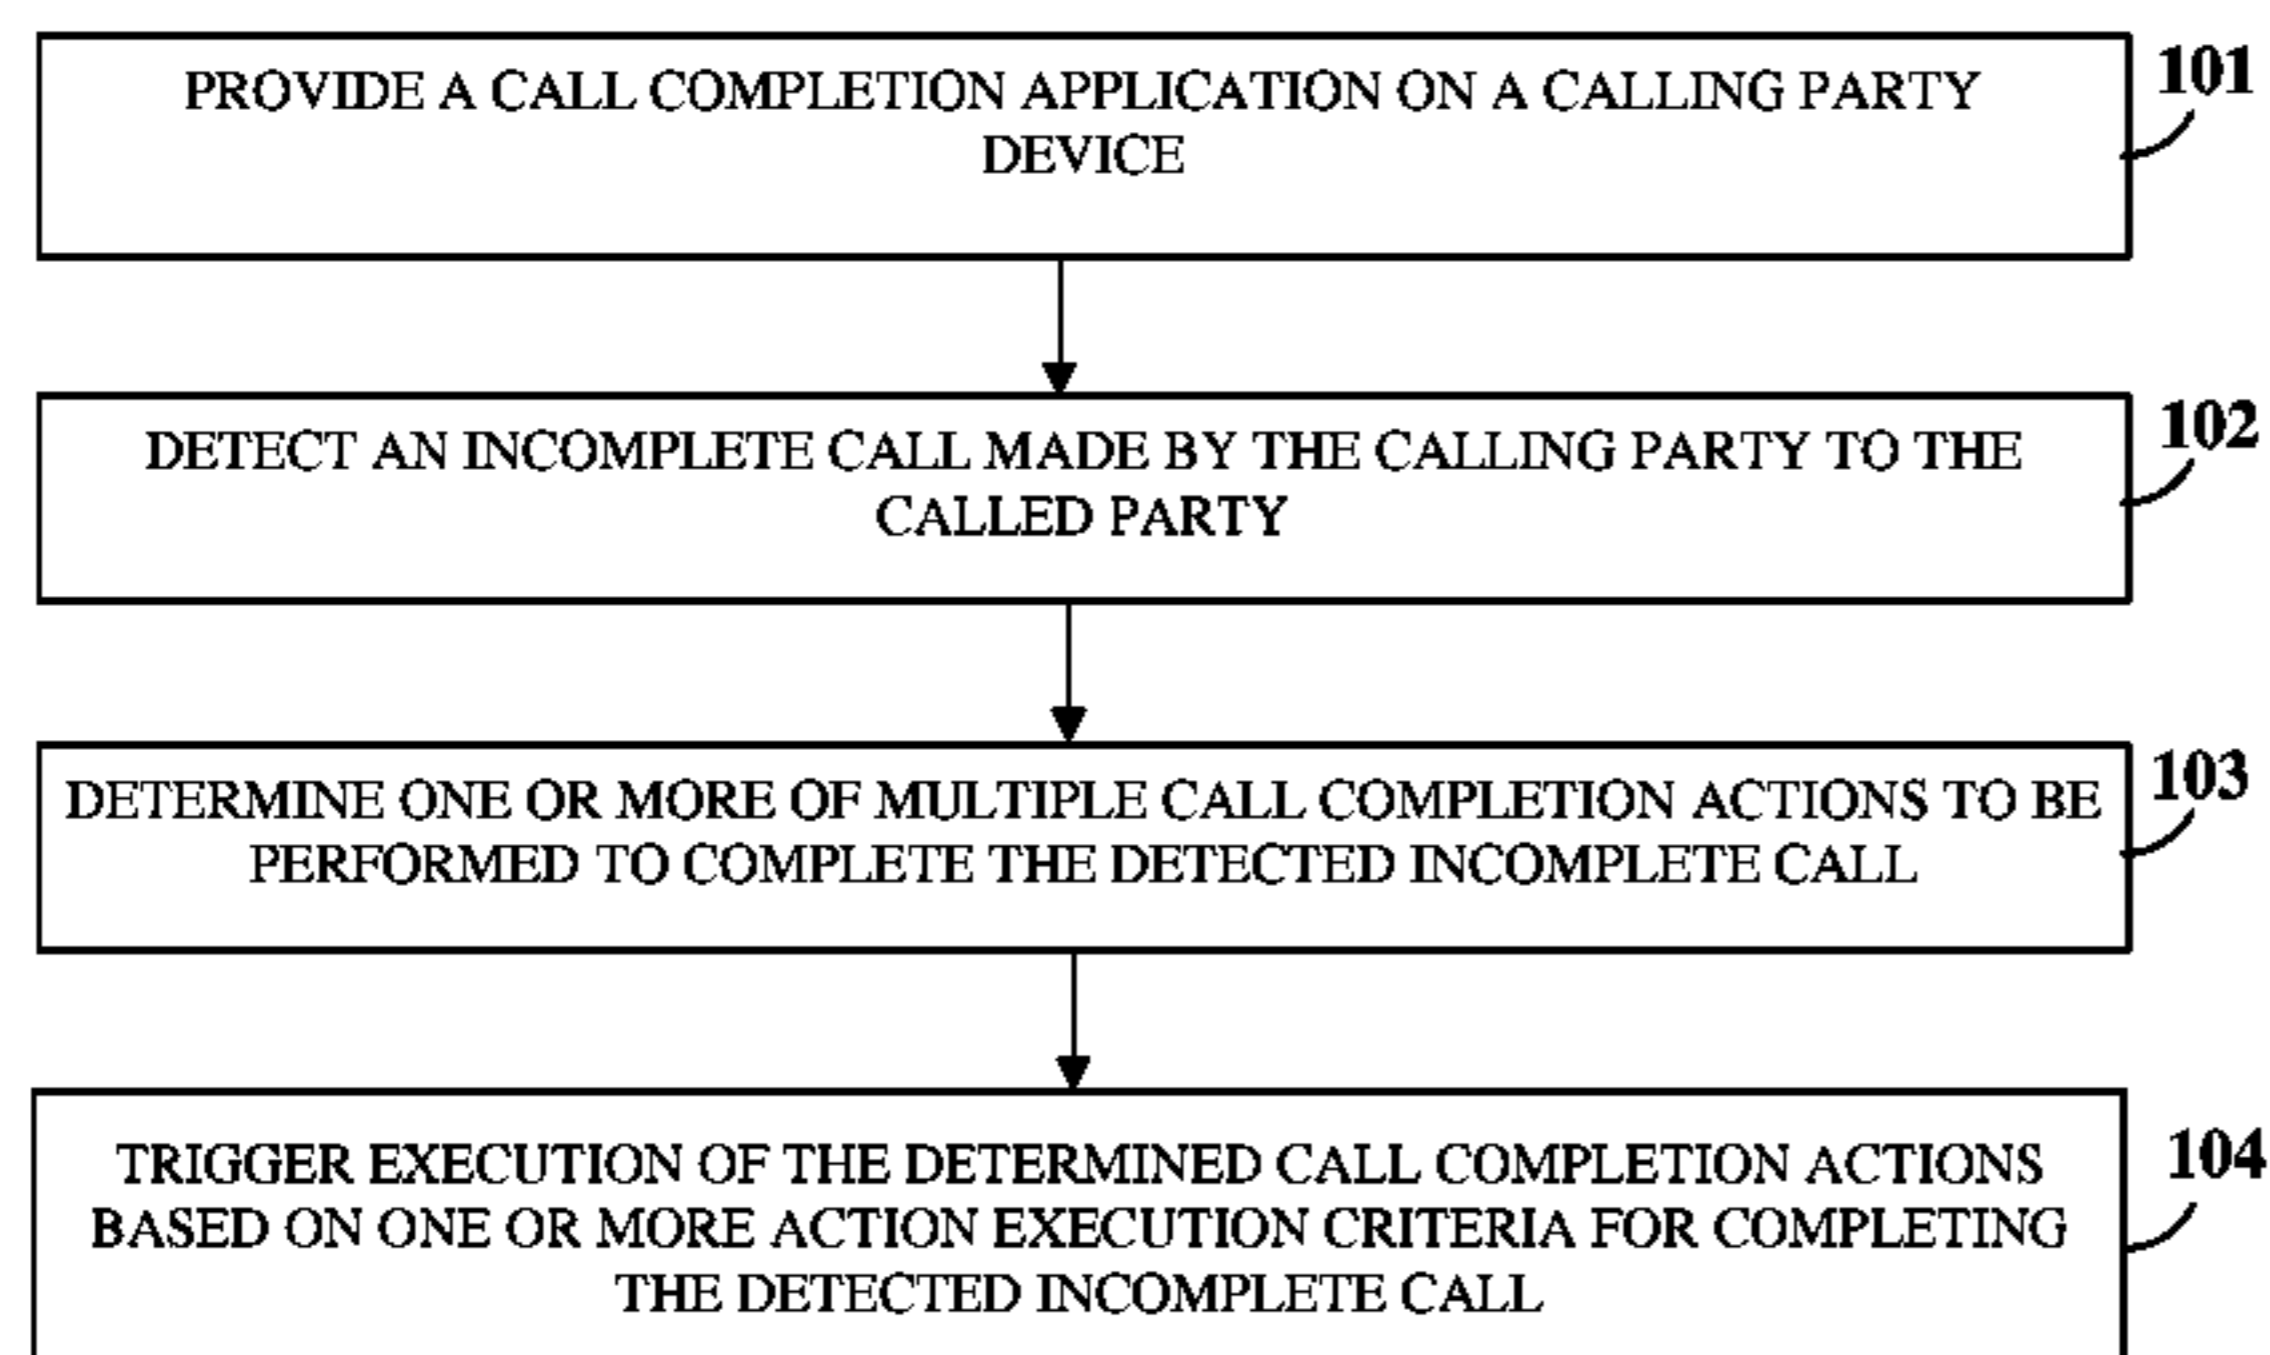 PROVIDE A CALL COMPLETION APPLICATION ON A CALLING PARTY
DEVICE
101
DETECT AN INCOMPLETE CALL MADE BY THE CALLING PARTY TO THE
CALLED PARTY
102
DETERMINE ONE OR MORE OF MULTIPLE CALL COMPLETION ACTIONS TO BE
PERFORMED TO COMPLETE THE DETECTED INCOMPLETE CALL
103
TRIGGER EXECUTION OF THE DETERMINED CALL COMPLETION ACTIONS
BASED ON ONE OR MORE ACTION EXECUTION CRITERIA FOR COMPLETING
THE DETECTED INCOMPLETE CALL
104